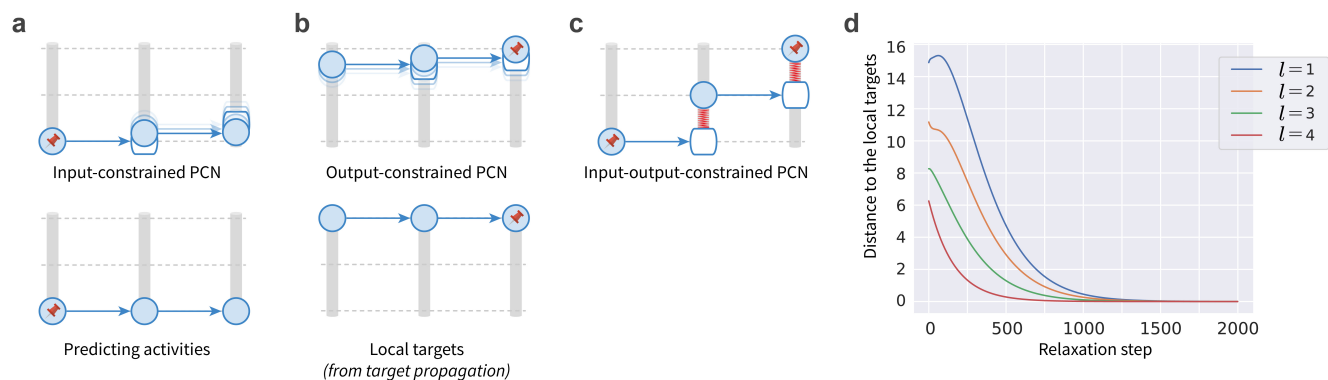 a
Input-constrained PCN
Predicting activities
b
Output-constrained PCN
Local targets
(from target propagation)
c
Input-output-constrained PCN
d
Distance to the local targets
16
14
12
10
8
6
4
2
0
0 500 1000 1500 2000
Relaxation step
l=1
l=2
l=3
l=4